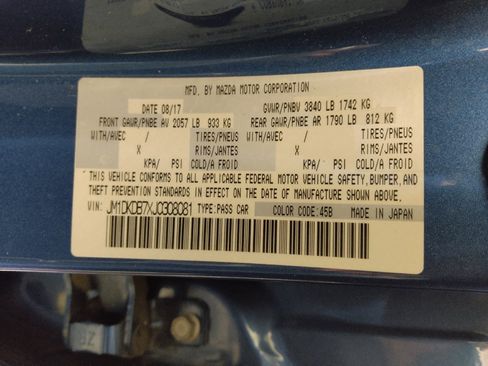 MFD. BY MAZDA MOTOR CORPORATION
DATE 08/17 GVWR/PNBV 3840 LB 1742 KG
FRONT GAWR/PNBE AV 2057 LB 933 KG REAR GAWR/PNBE AR 1790 LB 812 KG
WITH/AVEC / TIRES/PNEUS WITH/AVEC / TIRES/PNEUS
X RIMS/JANTES X RIMS/JANTES
KPA/ PSI COLD/A FROID KPA/ PSI COLD/A FROID
THIS VEHICLE CONFORMS TO ALL APPLICABLE FEDERAL MOTOR VEHICLE SAFETY, BUMPER, AND
THEFT PREVENTION STANDARDS IN EFFECT ON THE DATE OF MANUFACTURE SHOWN ABOVE.
VIN: JM1DKDB7XJ0308081 TYPE:PASS CAR COLOR CODE:45B MADE IN JAPAN